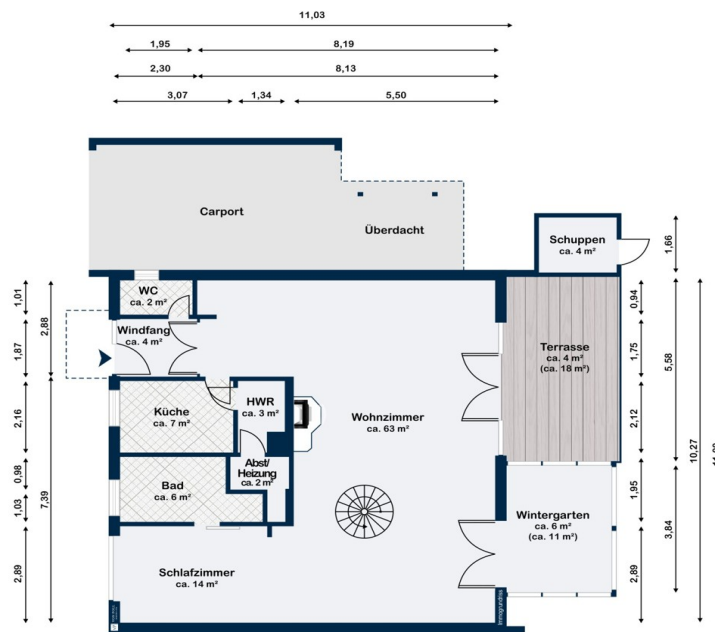 11,03
1,95 8,19
2,30 8,13
3,07 1,34 5,50
Carport
Überdacht
Schuppen
ca. 4 m²
1,66
WC
ca. 2 m²
1,01
2,88
0,94
Windfang
ca. 4 m²
1,87
Terrasse
ca. 4 m²
(ca. 18 m²)
1,75
5,58
Küche
ca. 7 m²
HWR
ca. 3 m²
Wohnzimmer
ca. 63 m²
2,16
2,12
10,27
Abst/
Heizung
ca. 2 m²
Bad
ca. 6 m²
0,98
1,03
7,39
1,95
3,84
Wintergarten
ca. 6 m²
(ca. 11 m²)
Schlafzimmer
ca. 14 m²
2,89
2,89
Immogrundriss